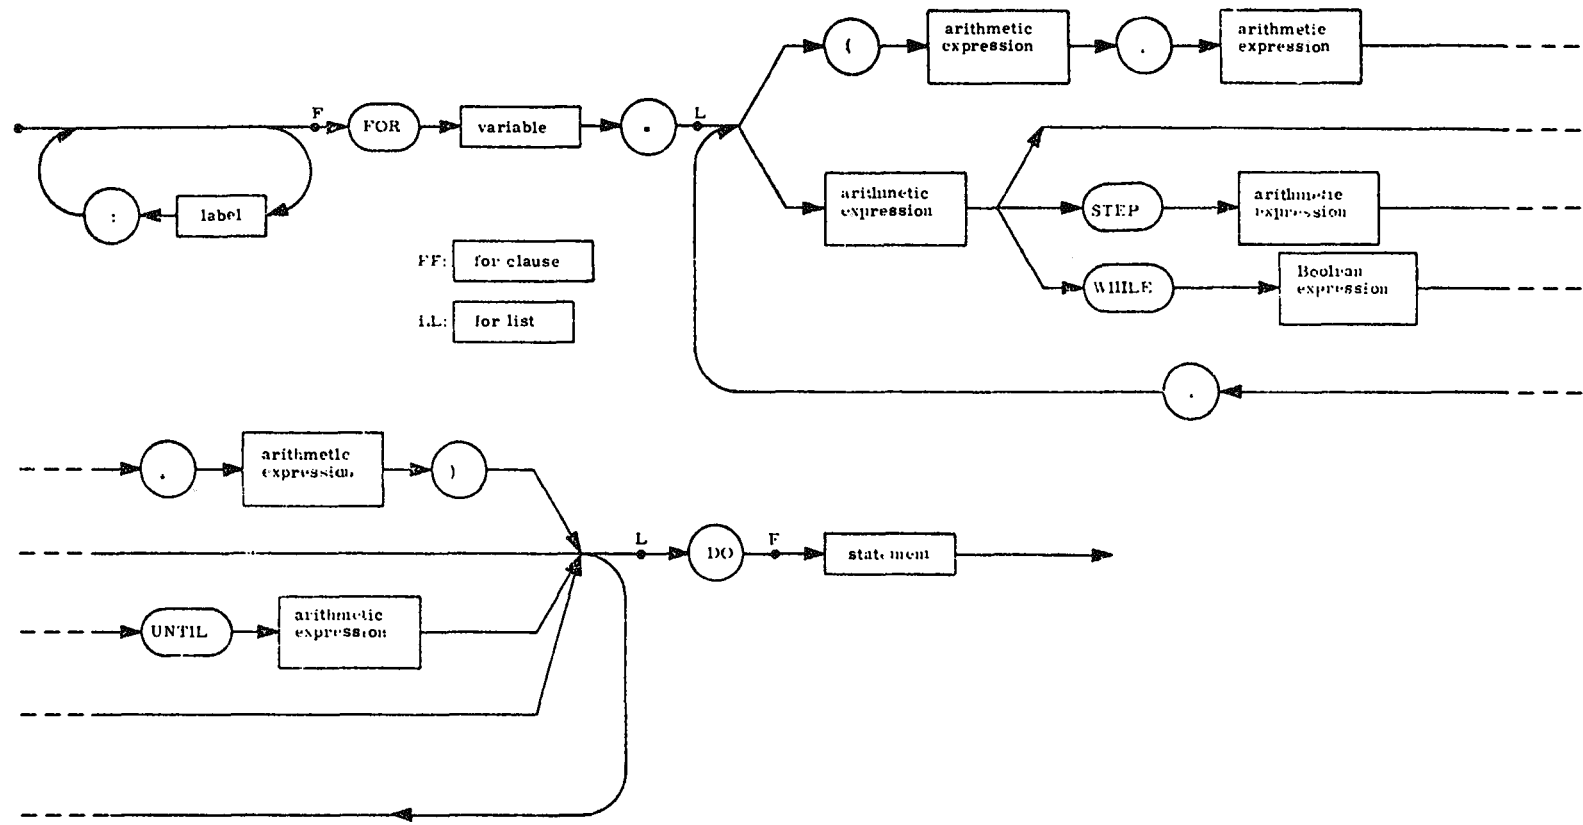 (
arithmetic
expression
,
arithmetic
expression
F
FOR
variable
L
:
label
arithmetic
expression
STEP
arithmetic
expression
FF:
for clause
WHILE
Boolean
expression
LL:
for list
,
,
arithmetic
expression
)
L
DO
F
statement
UNTIL
arithmetic
expression